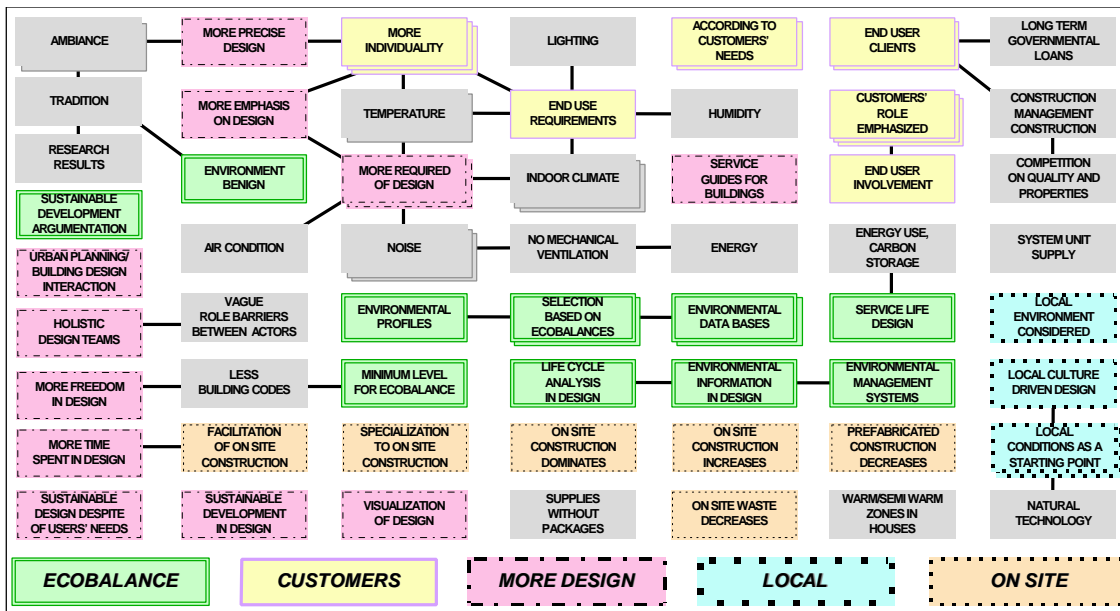 AMBIANCE
MORE PRECISE
DESIGN
MORE
INDIVIDUALITY
LIGHTING
ACCORDING TO
CUSTOMERS'
NEEDS
END USER
CLIENTS
LONG TERM
GOVERNMENTAL
LOANS
TRADITION
MORE EMPHASIS
ON DESIGN
TEMPERATURE
END USE
REQUIREMENTS
HUMIDITY
CUSTOMERS'
ROLE
EMPHASIZED
CONSTRUCTION
MANAGEMENT
CONSTRUCTION
RESEARCH
RESULTS
ENVIRONMENT
BENIGN
MORE REQUIRED
OF DESIGN
INDOOR CLIMATE
SERVICE
GUIDES FOR
BUILDINGS
END USER
INVOLVEMENT
COMPETITION
ON QUALITY AND
PROPERTIES
SUSTAINABLE
DEVELOPMENT
ARGUMENTATION
AIR CONDITION
NOISE
NO MECHANICAL
VENTILATION
ENERGY
ENERGY USE,
CARBON
STORAGE
SYSTEM UNIT
SUPPLY
URBAN PLANNING/
BUILDING DESIGN
INTERACTION
VAGUE
ROLE BARRIERS
BETWEEN ACTORS
ENVIRONMENTAL
PROFILES
SELECTION
BASED ON
ECOBALANCES
ENVIRONMENTAL
DATA BASES
SERVICE LIFE
DESIGN
LOCAL
ENVIRONMENT
CONSIDERED
HOLISTIC
DESIGN TEAMS
LESS
BUILDING CODES
MINIMUM LEVEL
FOR ECOBALANCE
LIFE CYCLE
ANALYSIS
IN DESIGN
ENVIRONMENTAL
INFORMATION
IN DESIGN
ENVIRONMENTAL
MANAGEMENT
SYSTEMS
LOCAL CULTURE
DRIVEN DESIGN
MORE FREEDOM
IN DESIGN
FACILITATION
OF ON SITE
CONSTRUCTION
SPECIALIZATION
TO ON SITE
CONSTRUCTION
ON SITE
CONSTRUCTION
DOMINATES
ON SITE
CONSTRUCTION
INCREASES
PREFABRICATED
CONSTRUCTION
DECREASES
LOCAL
CONDITIONS AS A
STARTING POINT
MORE TIME
SPENT IN DESIGN
SUSTAINABLE
DESIGN DESPITE
OF USERS' NEEDS
SUSTAINABLE
DEVELOPMENT
IN DESIGN
VISUALIZATION
OF DESIGN
SUPPLIES
WITHOUT
PACKAGES
ON SITE WASTE
DECREASES
WARM/SEMI WARM
ZONES IN
HOUSES
NATURAL
TECHNOLOGY
ECOBALANCE
CUSTOMERS
MORE DESIGN
LOCAL
ON SITE